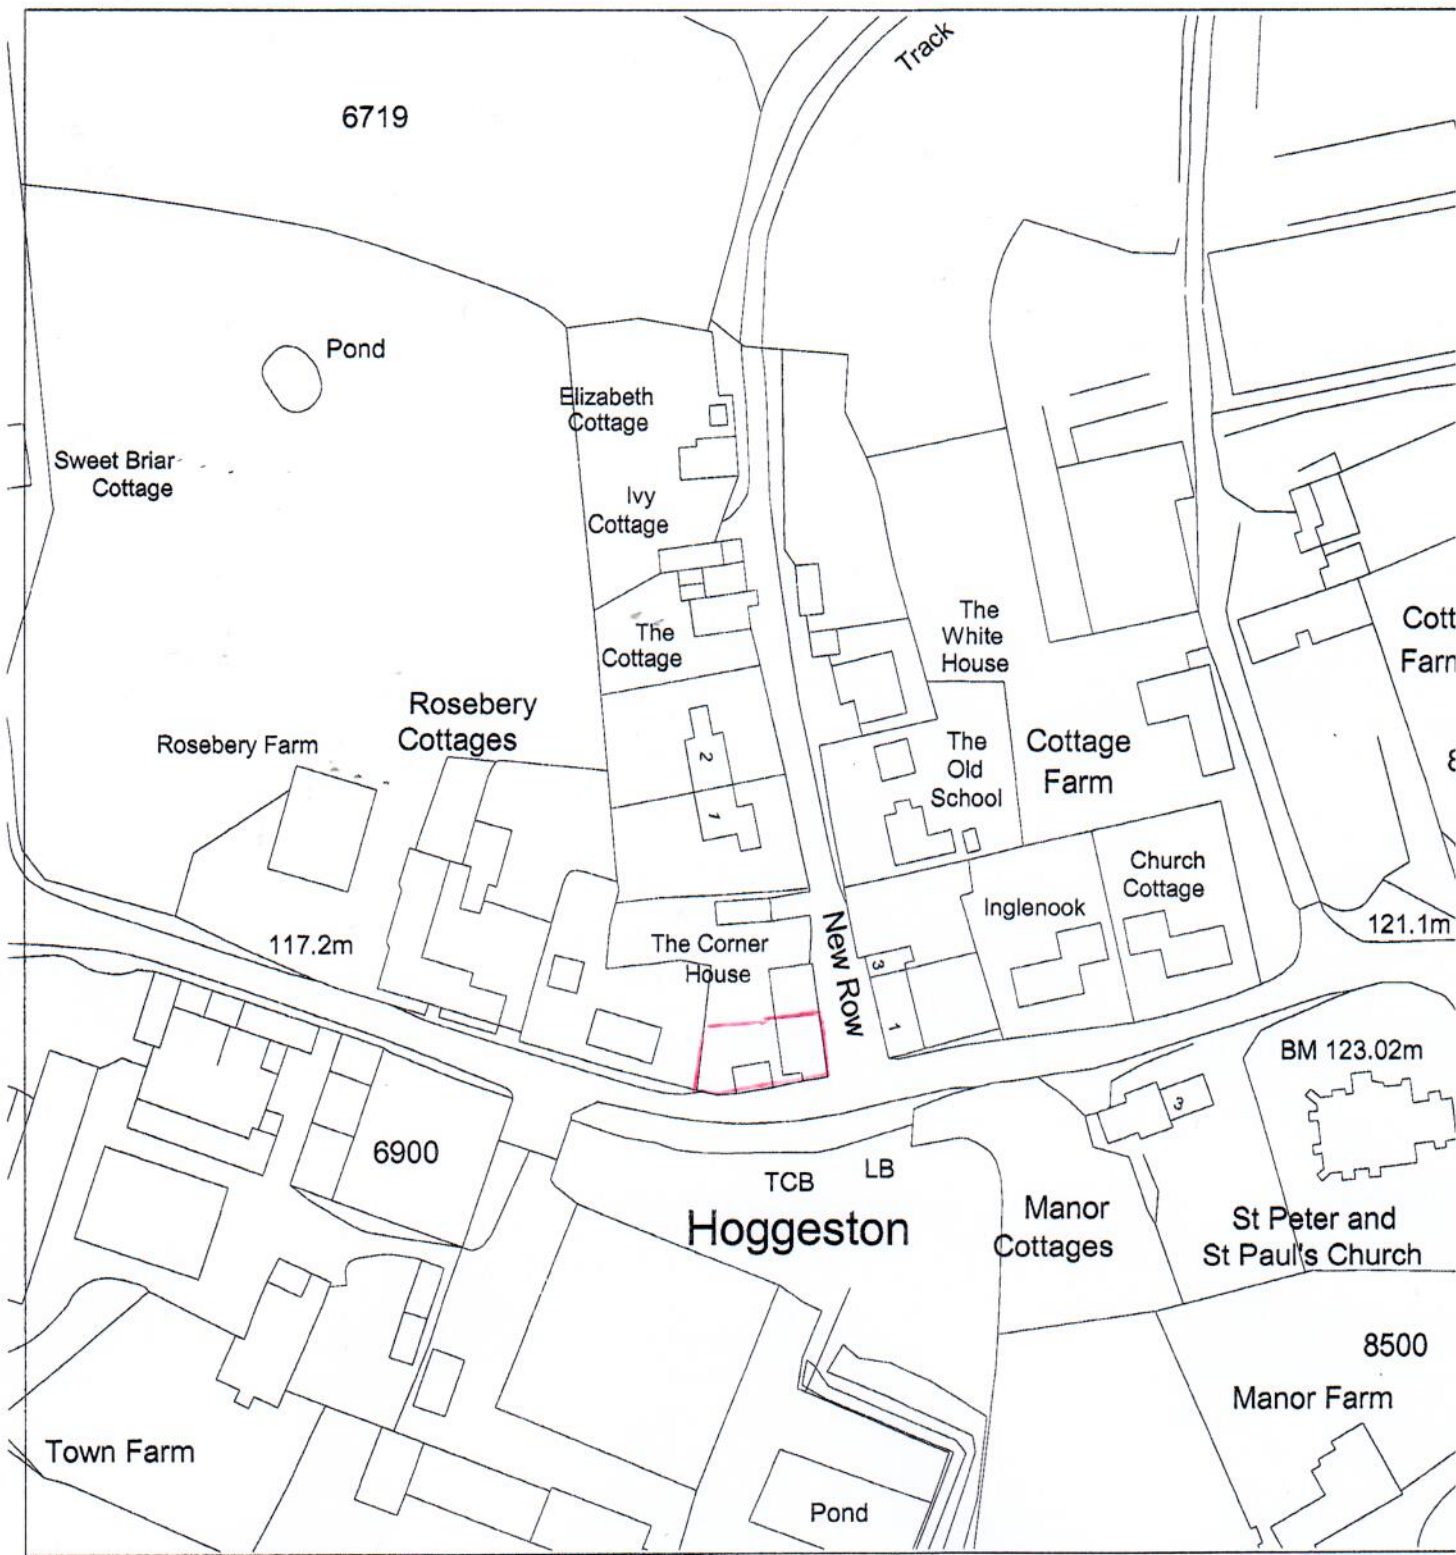 Track
6719
Pond
Elizabeth
Cottage
Sweet Briar
Cottage
Ivy
Cottage
The
White
House
The
Cottage
Cott
Farm
Rosebery
Cottages
Rosebery Farm
2
1
The
Old
School
Cottage
Farm
8
Church
Cottage
Inglenook
New Row
121.1m
117.2m
The Corner
House
3
1
BM 123.02m
3
6900
TCB
LB
Hoggeston
Manor
Cottages
St Peter and
St Paul's Church
8500
Manor Farm
Town Farm
Pond